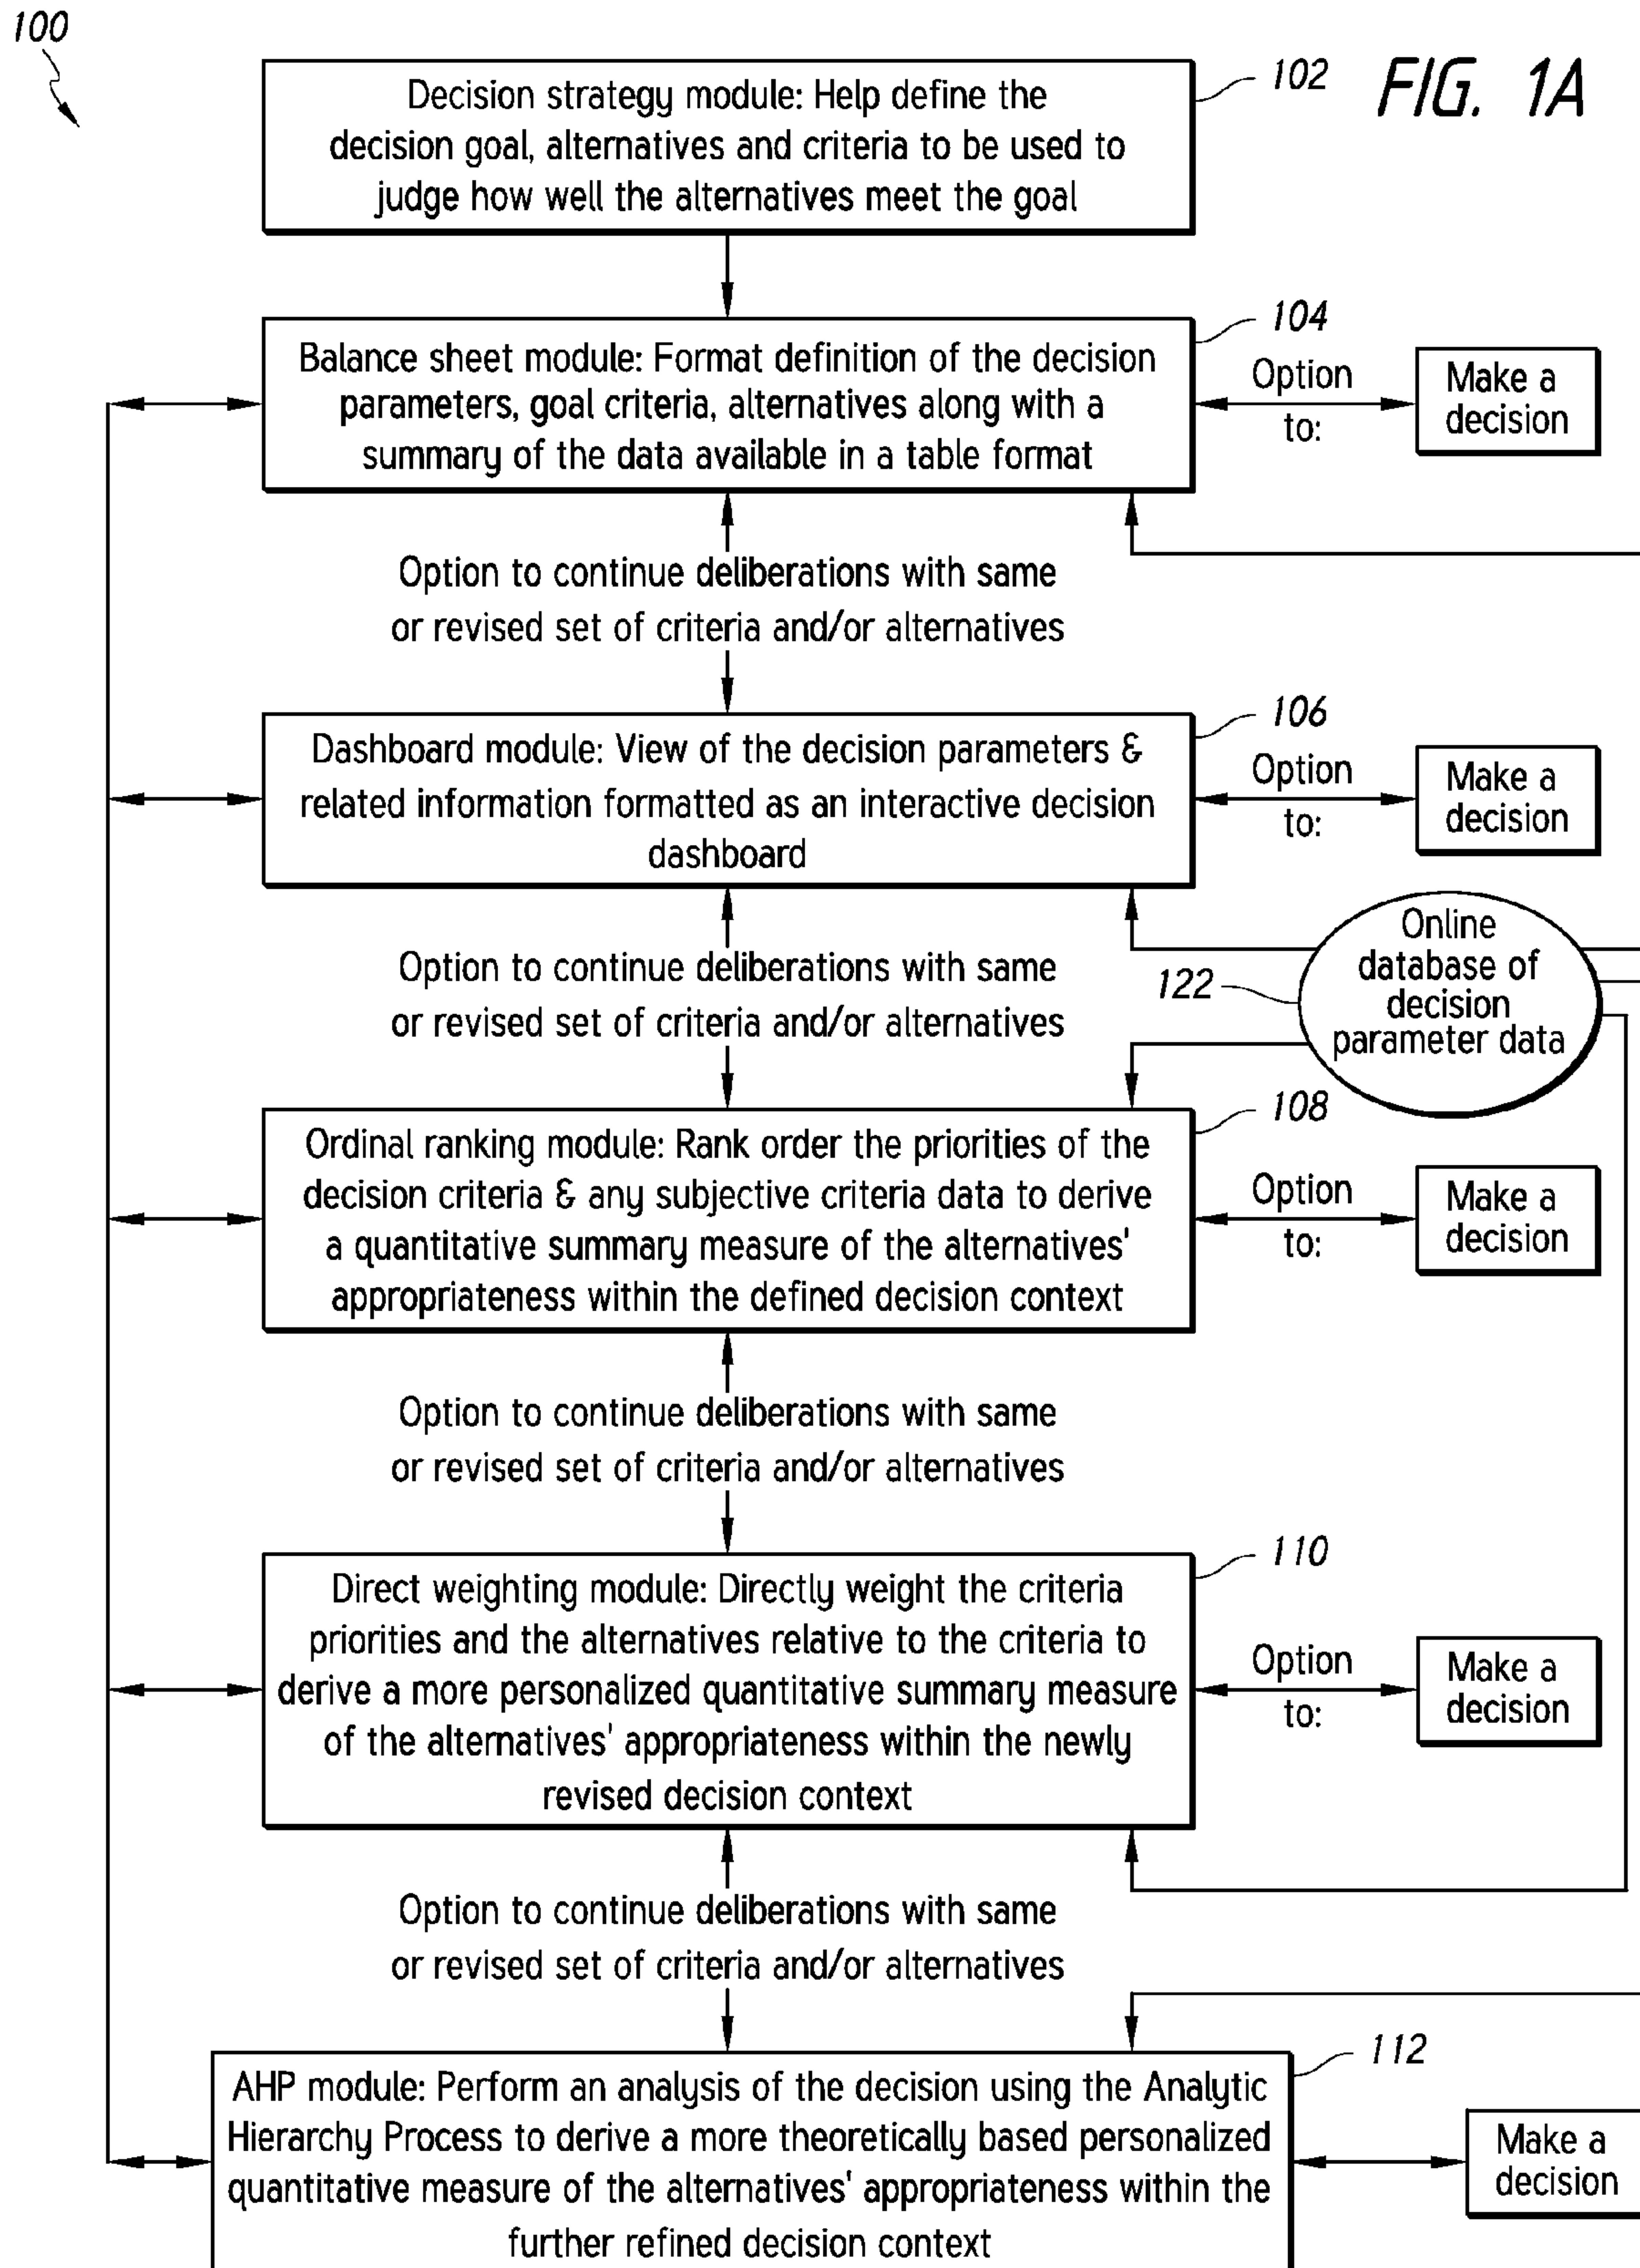 100
FIG. 1A
102
Decision strategy module: Help define the
decision goal, alternatives and criteria to be used to
judge how well the alternatives meet the goal
104
Balance sheet module: Format definition of the decision
parameters, goal criteria, alternatives along with a
summary of the data available in a table format
Option
to:
Make a
decision
Option to continue deliberations with same
or revised set of criteria and/or alternatives
106
Dashboard module: View of the decision parameters &
related information formatted as an interactive decision
dashboard
Option
to:
Make a
decision
Option to continue deliberations with same
or revised set of criteria and/or alternatives
122
Online
database of
decision
parameter data
108
Ordinal ranking module: Rank order the priorities of the
decision criteria & any subjective criteria data to derive
a quantitative summary measure of the alternatives'
appropriateness within the defined decision context
Option
to:
Make a
decision
Option to continue deliberations with same
or revised set of criteria and/or alternatives
110
Direct weighting module: Directly weight the criteria
priorities and the alternatives relative to the criteria to
derive a more personalized quantitative summary measure
of the alternatives' appropriateness within the newly
revised decision context
Option
to:
Make a
decision
Option to continue deliberations with same
or revised set of criteria and/or alternatives
112
AHP module: Perform an analysis of the decision using the Analytic
Hierarchy Process to derive a more theoretically based personalized
quantitative measure of the alternatives' appropriateness within the
further refined decision context
Make a
decision